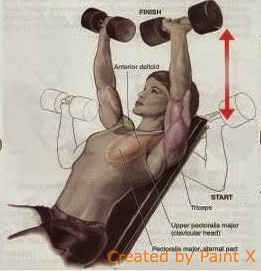 FINISH
Anterior deltoid
START
Triceps
Upper pectoralis major
(clavicular head)
Pectoralis major, sternal part
Created by Paint X